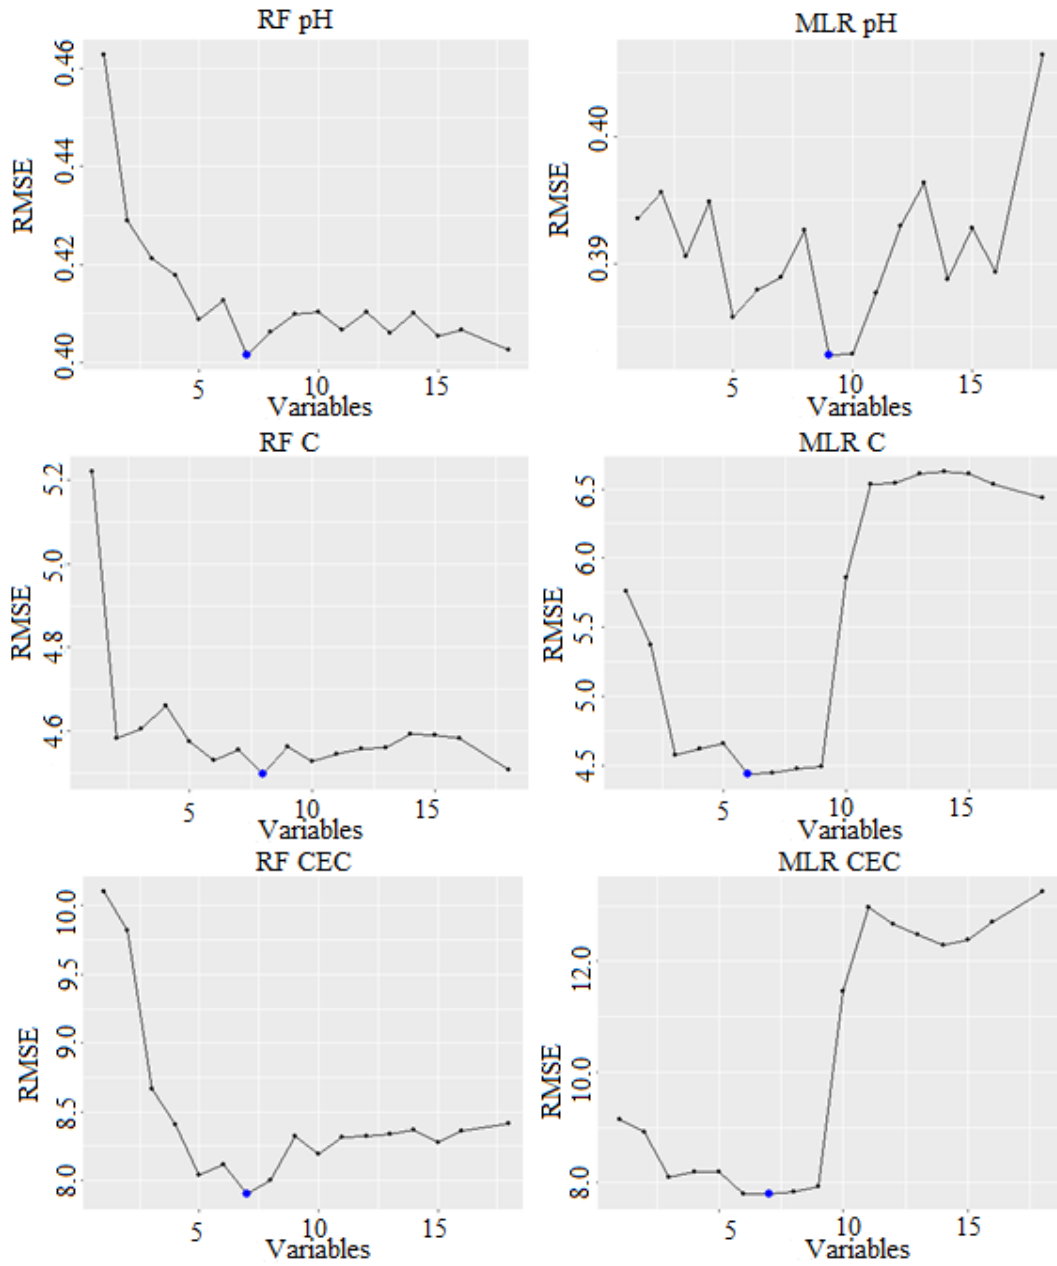 RF pH
RMSE
0.46
0.44
0.42
0.40
5 10 15
Variables
MLR pH
RMSE
0.40
0.39
5 10 15
Variables
RF C
RMSE
5.2
5.0
4.8
4.6
5 10 15
Variables
MLR C
RMSE
6.5
6.0
5.5
5.0
4.5
5 10 15
Variables
RF CEC
RMSE
10.0
9.5
9.0
8.5
8.0
5 10 15
Variables
MLR CEC
RMSE
12.0
10.0
8.0
5 10 15
Variables